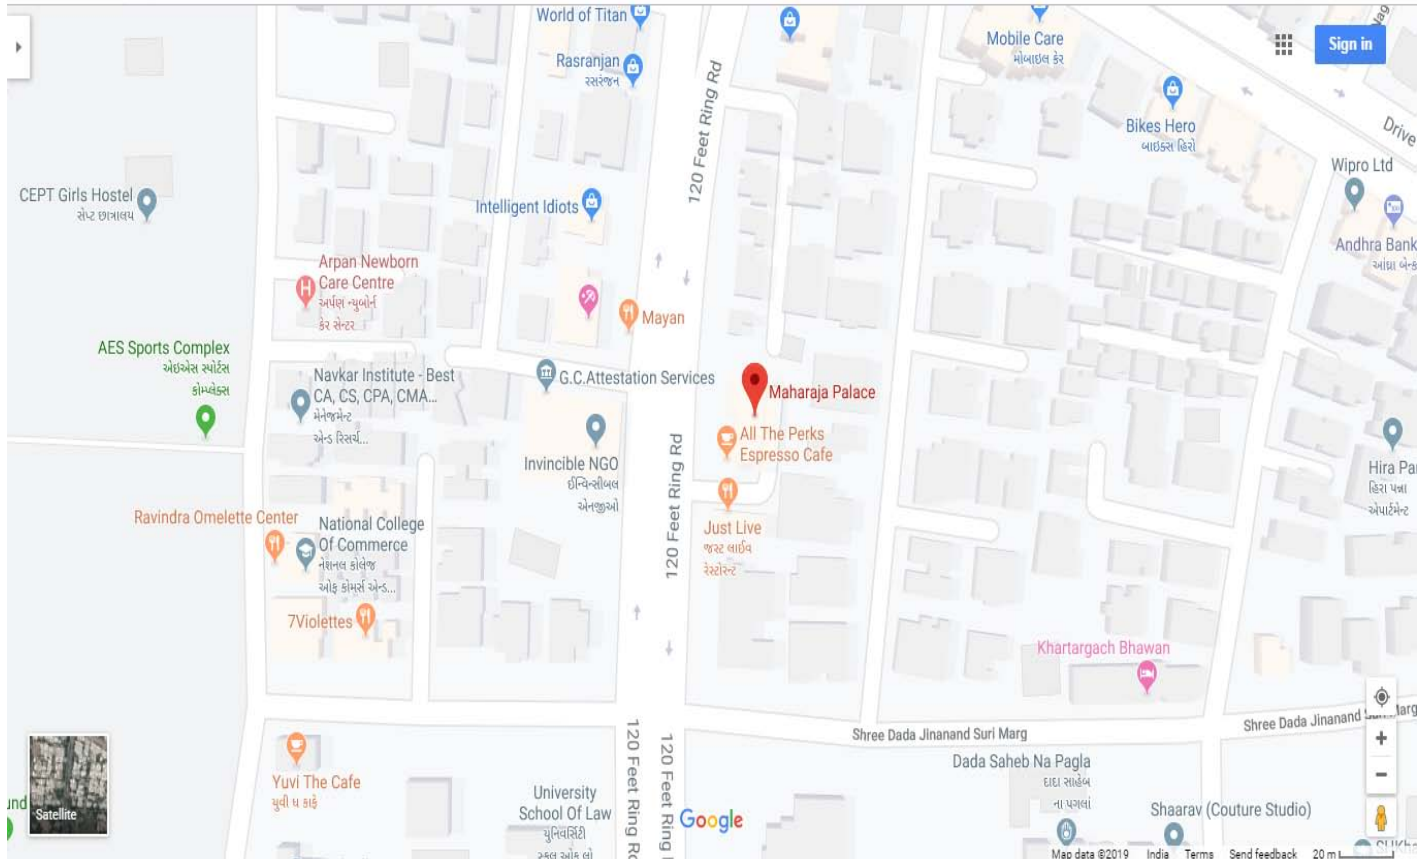 World of Titan
Rasranjan
રસરંજન
120 Feet Ring Rd
Mobile Care
મોબાઇલ કેર
Sign in
Bikes Hero
બાઇક્સ હિરો
Drive
Wipro Ltd
Andhra Bank
આંધ્રા બેન્ક
CEPT Girls Hostel
સેપ્ટ છાત્રાલય
Intelligent Idiots
Arpan Newborn
Care Centre
અર્પણ ન્યુબોર્ન
કેર સેન્ટર
Mayan
AES Sports Complex
એઇએસ સ્પોર્ટસ
કોમ્પ્લેક્સ
Navkar Institute - Best
CA, CS, CPA, CMA...
મેનેજમેન્ટ
એન્ડ રિસર્ચ...
G.C.Attestation Services
Maharaja Palace
All The Perks
Espresso Cafe
Invincible NGO
ઈન્વિન્સીબલ
એનજીઓ
120 Feet Ring Rd
Hira Pa
હિરા પન્ના
એપાર્ટમેન્ટ
Ravindra Omelette Center
National College
Of Commerce
નેશનલ કોલેજ
ઓફ કોમર્સ એન્ડ...
Just Live
જસ્ટ લાઈવ
રેસ્ટોરન્ટ
7Violettes
Khartargach Bhawan
Shree Dada Jinanand Suri Marg
Shree Dada Jinanand Suri Marg
120 Feet Ring Rd
120 Feet Ring
Yuvi The Cafe
યુવી ધ કાફે
Dada Saheb Na Pagla
દાદા સાહેબ
ના પગલાં
University
School Of Law
યુનિવર્સિટી
સ્કૂલ ઓફ લો
Shaarav (Couture Studio)
Satellite
Google
Map data ©2019 India Terms Send feedback 20 m